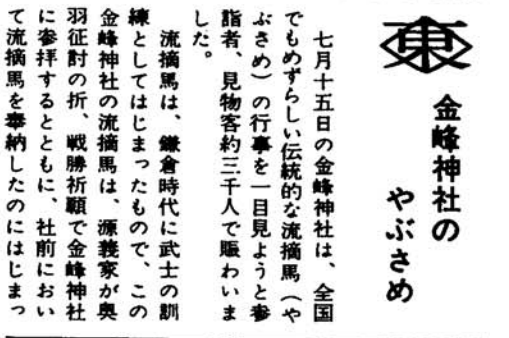 東
金峰神社の
やぶさめ
七月十五日の金峰神社は、全国
でもめずらしい伝統的な流摘馬（や
ぶさめ）の行事を一目見ようと参
詣者、見物客約三千人で賑わいま
した。
流摘馬は、鎌倉時代に武士の訓
練としてはじまったもので、この
金峰神社の流摘馬は、源義家が奥
羽征討の折、戦勝祈願で金峰神社
に参拝するとともに、社前におい
て流摘馬を奉納したのにはじまっ